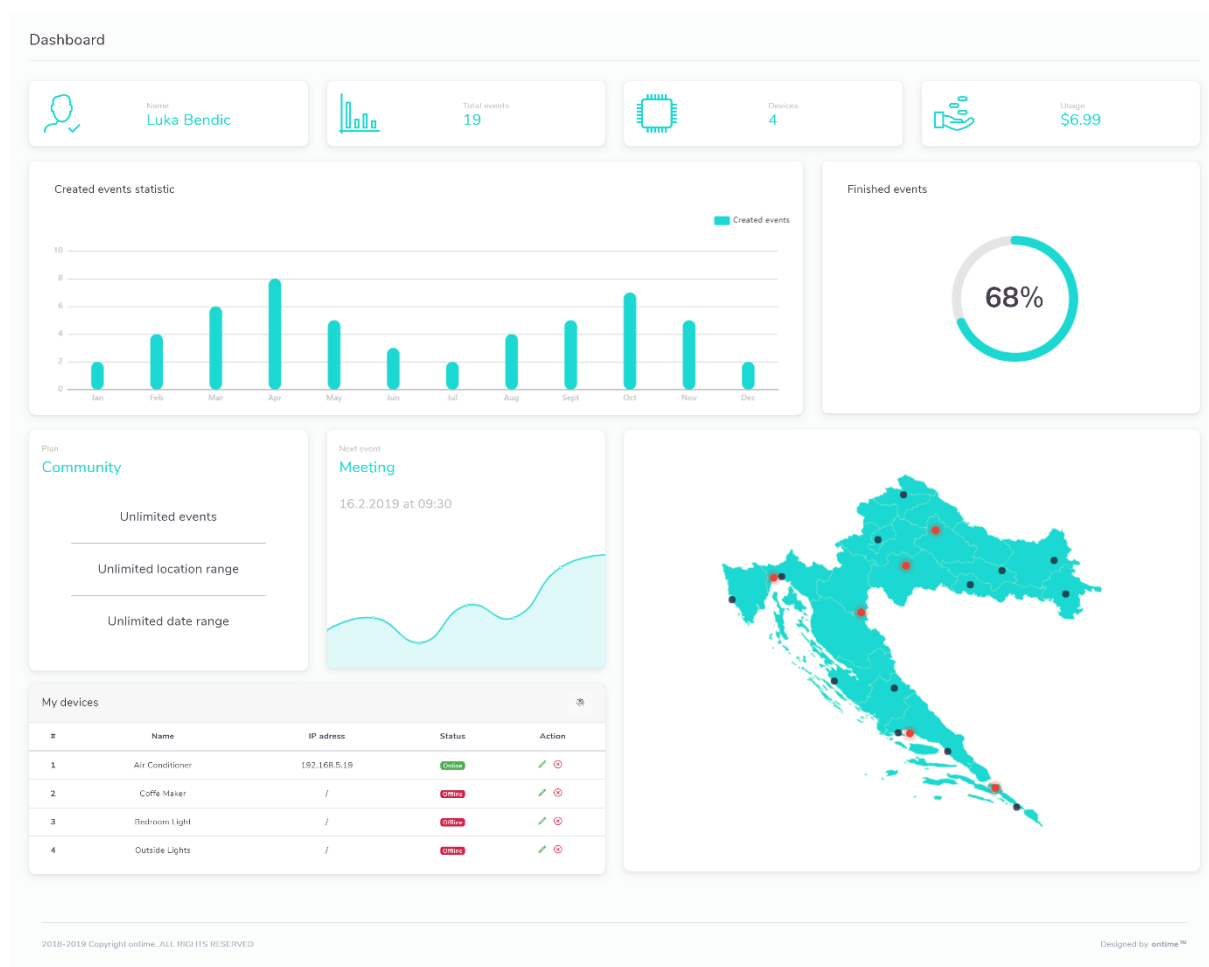 Dashboard
Name
Luka Bendic
Total events
19
Devices
4
Usage
$6.99
Created events statistic
Created events
10
8
6
4
2
0
Jan Feb Mar Apr May Jun Jul Aug Sept Oct Nov Dec
Finished events
68%
Plan
Community
Unlimited events
Unlimited location range
Unlimited date range
Next event
Meeting
16.2.2019 at 09:30
My devices
# Name IP adress Status Action
1 Air Conditioner 192.168.5.19 Online
2 Coffe Maker / Offline
3 Bedroom Light / Offline
4 Outside Lights / Offline
2018-2019 Copyright ontime. ALL RIGHTS RESERVED
Designed by ontime™